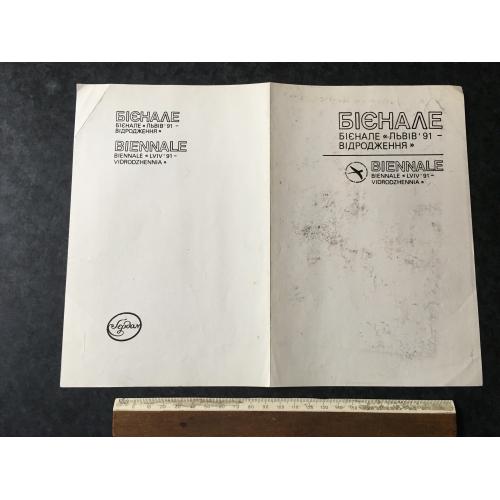 БІЄНАЛЕ
БІЄНАЛЕ «ЛЬВІВ'91 –
ВІДРОДЖЕННЯ»
BIENNALE
BIENNALE «LVIV'91 –
VIDRODZHENNIA»
БІЄНАЛЕ
БІЄНАЛЕ «ЛЬВІВ'91 –
ВІДРОДЖЕННЯ»
BIENNALE
BIENNALE «LVIV'91 –
VIDRODZHENNIA»